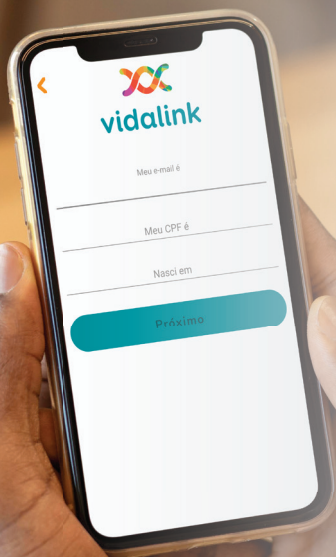 vidalink
Meu e-mail é
Meu CPF é
Nasci em
Próximo